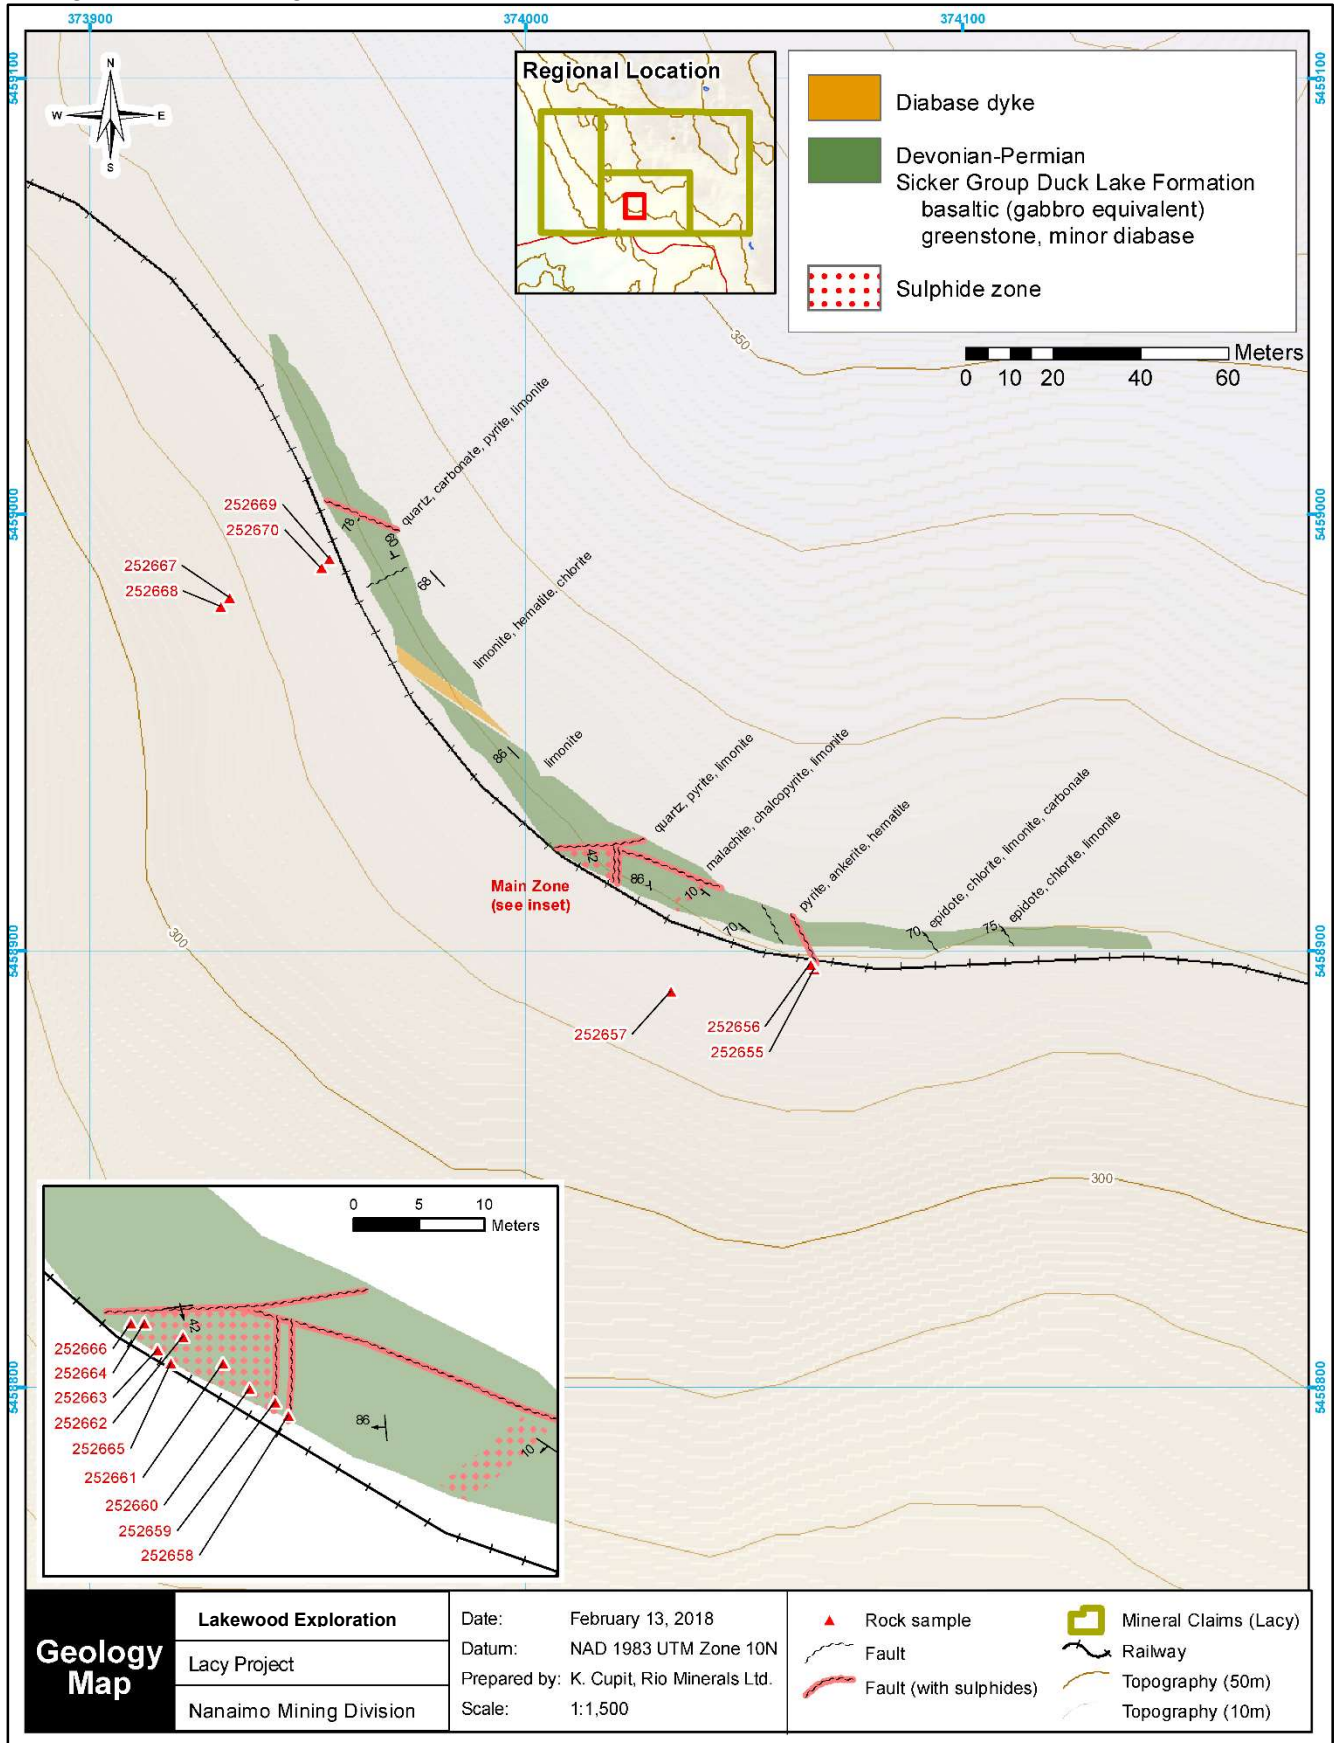 373900
374000
374100
5459100
5459100
N
W
E
S
Regional Location
Diabase dyke
Devonian-Permian
Sicker Group Duck Lake Formation
basaltic (gabbro equivalent)
greenstone, minor diabase
Sulphide zone
350
Meters
0 10 20 40 60
quartz, carbonate, pyrite, limonite
5459000
5459000
252669
252670
78
60
68
252667
252668
limonite, hematite, chlorite
86
limonite
quartz, pyrite, limonite
malachite, chalcopyrite, limonite
pyrite, ankerite, hematite
epidote, chlorite, limonite, carbonate
epidote, chlorite, limonite
42
86
10
70
70
75
Main Zone
(see inset)
300
5458900
5458900
252657
252656
252655
300
0 5 10
Meters
42
252666
252664
252663
252662
252665
252661
252660
252659
252658
86
10
5458800
5458800
Geology
Map
Lakewood Exploration
Lacy Project
Nanaimo Mining Division
Date: February 13, 2018
Datum: NAD 1983 UTM Zone 10N
Prepared by: K. Cupit, Rio Minerals Ltd.
Scale: 1:1,500
Rock sample
Fault
Fault (with sulphides)
Mineral Claims (Lacy)
Railway
Topography (50m)
Topography (10m)